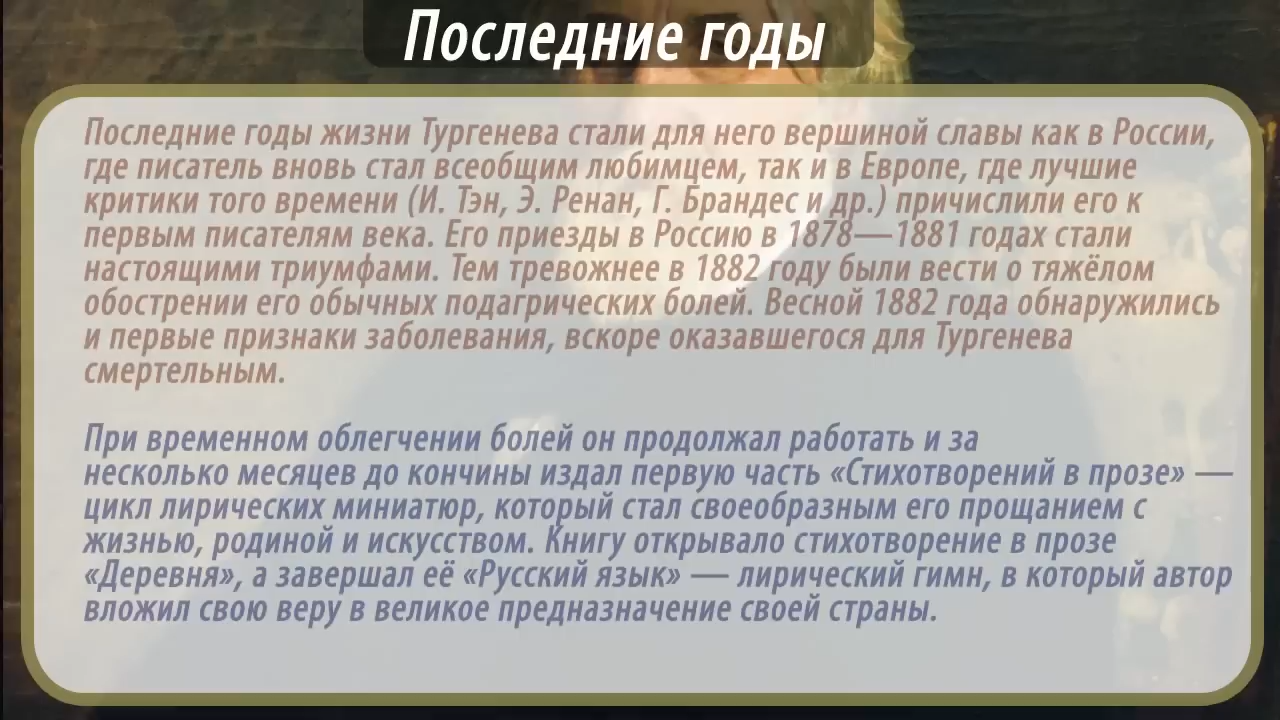 Последние годы
Последние годы жизни Тургенева стали для него вершиной славы как в России,
где писатель вновь стал всеобщим любимцем, так и в Европе, где лучшие
критики того времени (И. Тэн, Э. Ренан, Г. Брандес и др.) причислили его к
первым писателям века. Его приезды в Россию в 1878—1881 годах стали
настоящими триумфами. Тем тревожнее в 1882 году были вести о тяжёлом
обострении его обычных подагрических болей. Весной 1882 года обнаружились
и первые признаки заболевания, вскоре оказавшегося для Тургенева
смертельным.
При временном облегчении болей он продолжал работать и за
несколько месяцев до кончины издал первую часть «Стихотворений в прозе» —
цикл лирических миниатюр, который стал своеобразным его прощанием с
жизнью, родиной и искусством. Книгу открывало стихотворение в прозе
«Деревня», а завершал её «Русский язык» — лирический гимн, в который автор
вложил свою веру в великое предназначение своей страны.